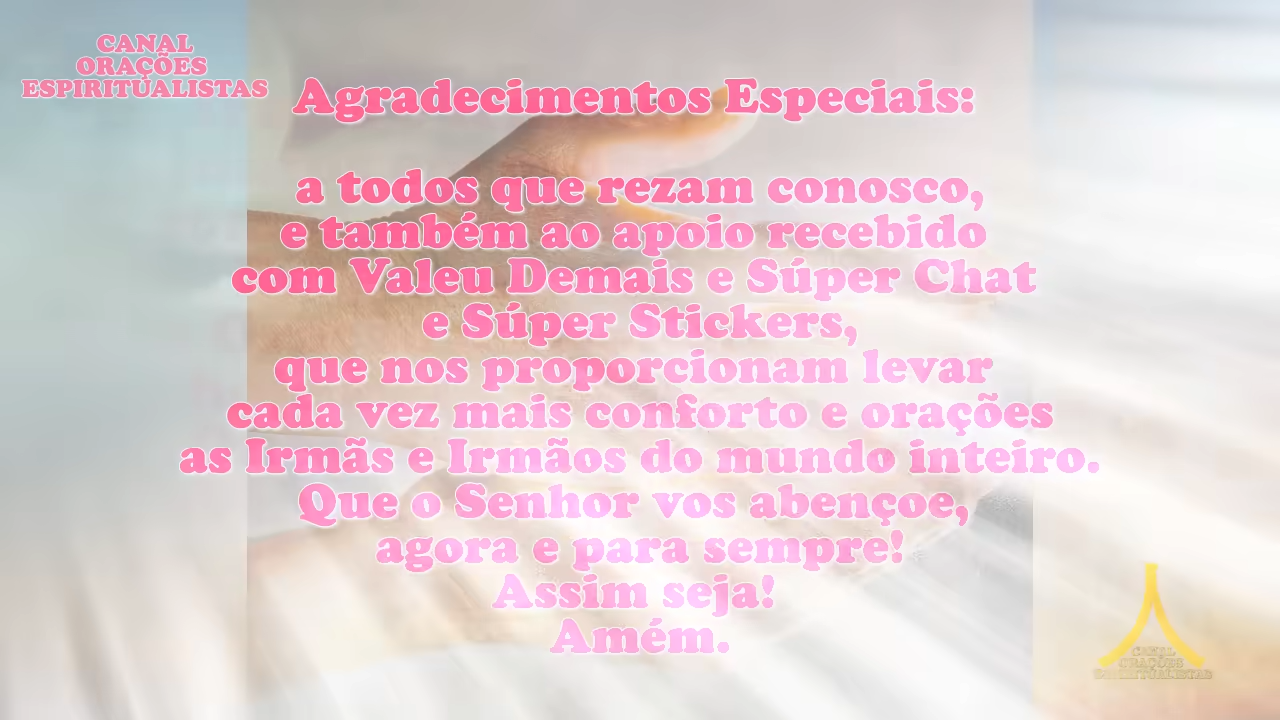 CANAL
ORAÇÕES
ESPIRITUALISTAS
Agradecimentos Especiais:
a todos que rezam conosco,
e também ao apoio recebido
com Valeu Demais e Súper Chat
e Súper Stickers,
que nos proporcionam levar
cada vez mais conforto e orações
as Irmãs e Irmãos do mundo inteiro.
Que o Senhor vos abençoe,
agora e para sempre!
Assim seja!
Amém.
CANAL
ORAÇÕES
ESPIRITUALISTAS